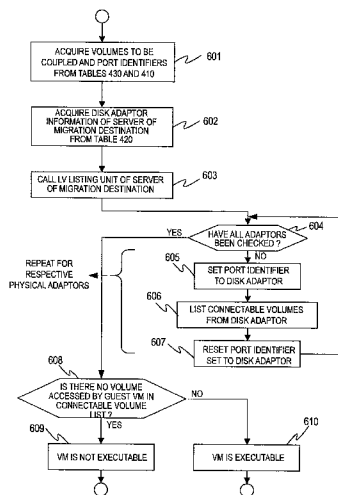 ACQUIRE VOLUMES TO BE
COUPLED AND PORT IDENTIFIERS
FROM TABLES 430 AND 410
601
ACQUIRE DISK ADAPTOR
INFORMATION OF SERVER OF
MIGRATION DESTINATION
FROM TABLE 420
602
CALL LV LISTING UNIT OF SERVER
OF MIGRATION DESTINATION
603
604
YES
HAVE ALL ADAPTORS
BEEN CHECKED ?
NO
REPEAT FOR
RESPECTIVE
PHYSICAL ADAPTORS
605
SET PORT IDENTIFIER
TO DISK ADAPTOR
606
LIST CONNECTABLE VOLUMES
FROM DISK ADAPTOR
607
RESET PORT IDENTIFIER
SET TO DISK ADAPTOR
608
IS THERE NO VOLUME
ACCESSED BY GUEST VM IN
CONNECTABLE VOLUME
LIST ?
NO
YES
609
VM IS NOT EXECUTABLE
610
VM IS EXECUTABLE